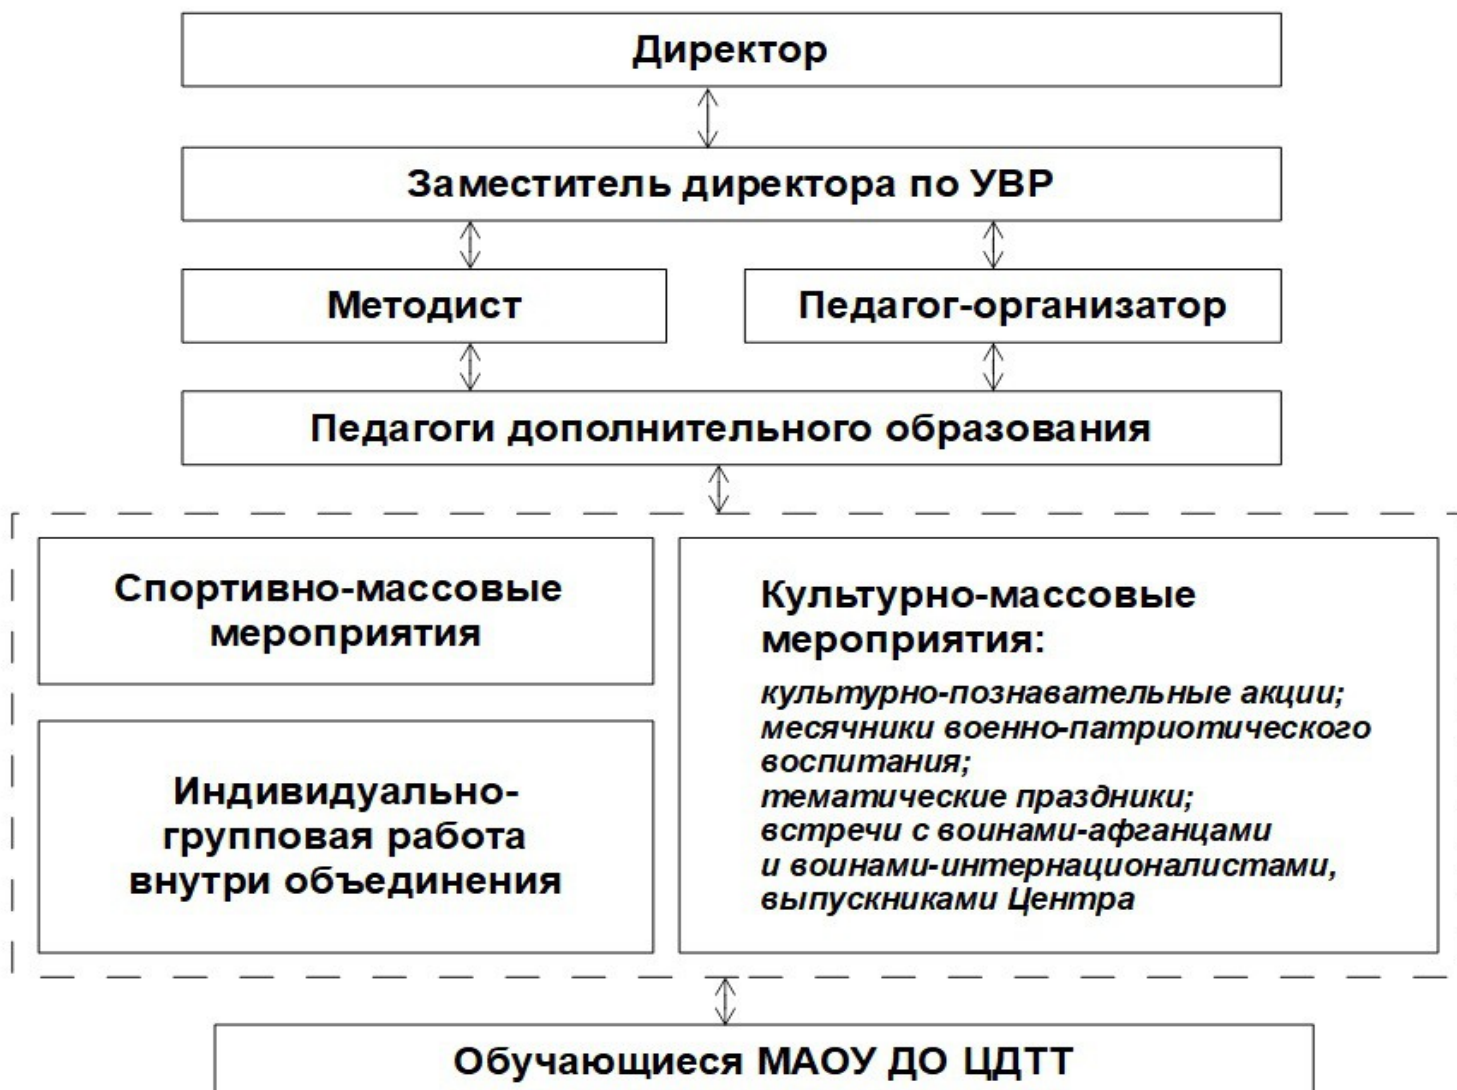 Директор
Заместитель директора по УВР
Методист
Педагог-организатор
Педагоги дополнительного образования
Спортивно-массовые
мероприятия
Индивидуально-
групповая работа
внутри объединения
Культурно-массовые
мероприятия:
культурно-познавательные акции;
месячники военно-патриотического
воспитания;
тематические праздники;
встречи с воинами-афганцами
и воинами-интернационалистами,
выпускниками Центра
Обучающиеся МАОУ ДО ЦДТТ